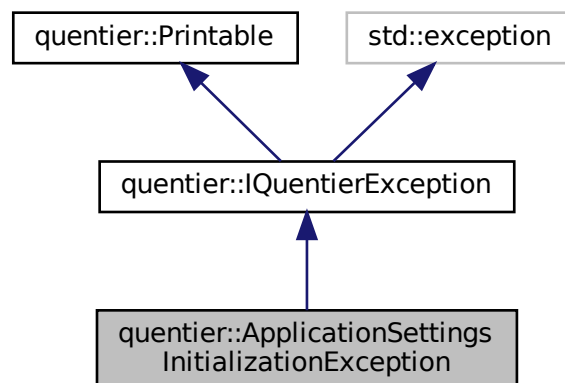 quentier::Printable
std::exception
quentier::IQuentierException
quentier::ApplicationSettings
InitializationException